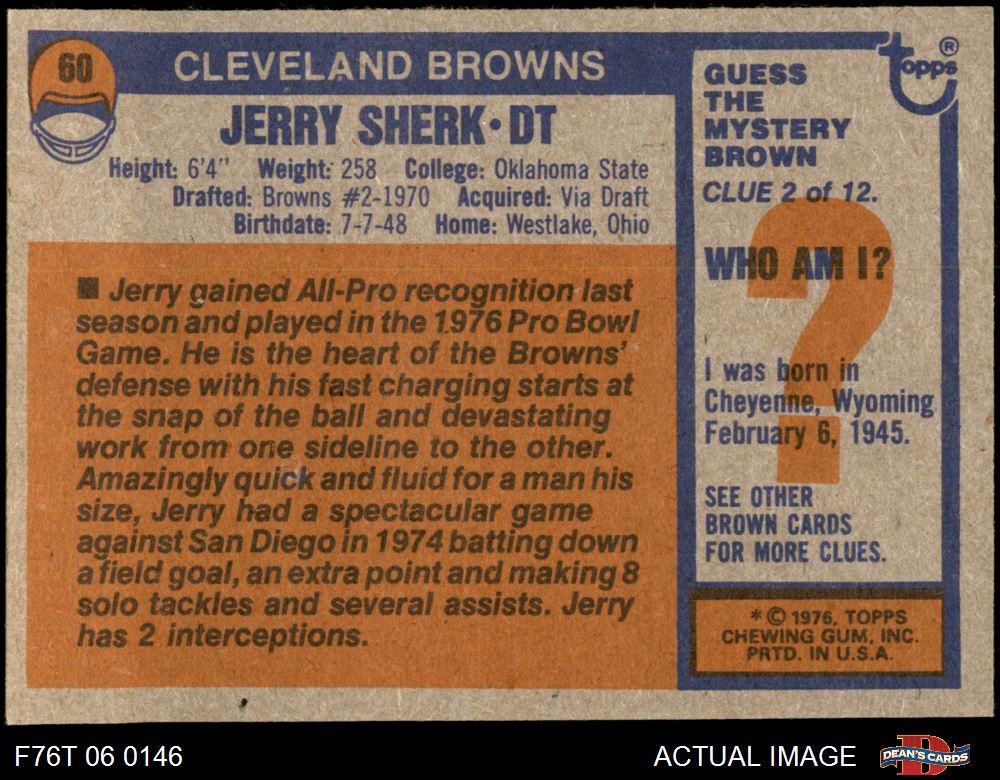 60
CLEVELAND BROWNS
JERRY SHERK • DT
Height: 6'4" Weight: 258 College: Oklahoma State
Drafted: Browns #2-1970 Acquired: Via Draft
Birthdate: 7-7-48 Home: Westlake, Ohio
■ Jerry gained All-Pro recognition last
season and played in the 1976 Pro Bowl
Game. He is the heart of the Browns'
defense with his fast charging starts at
the snap of the ball and devastating
work from one sideline to the other.
Amazingly quick and fluid for a man his
size, Jerry had a spectacular game
against San Diego in 1974 batting down
a field goal, an extra point and making 8
solo tackles and several assists. Jerry
has 2 interceptions.
topps ®
GUESS
THE
MYSTERY
BROWN
CLUE 2 of 12.
?
WHO AM I?
I was born in
Cheyenne, Wyoming
February 6, 1945.
SEE OTHER
BROWN CARDS
FOR MORE CLUES.
* © 1976, TOPPS
CHEWING GUM, INC.
PRTD. IN U.S.A.
F76T 06 0146
ACTUAL IMAGE
DEAN'S CARDS